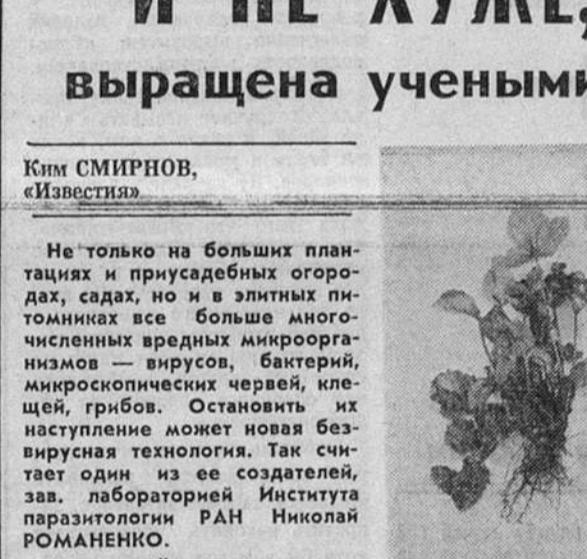 И НЕ ХУЖЕ,
выращена учеными
Ким СМИРНОВ,
«Известия»
Не только на больших план-
тациях и приусадебных огоро-
дах, садах, но и в элитных пи-
томниках все больше много-
численных вредных микроорга-
низмов — вирусов, бактерий,
микроскопических червей, кле-
щей, грибов. Остановить их
наступление может новая без-
вирусная технология. Так счи-
тает один из ее создателей,
зав. лабораторией Института
паразитологии РАН Николай
РОМАНЕНКО.